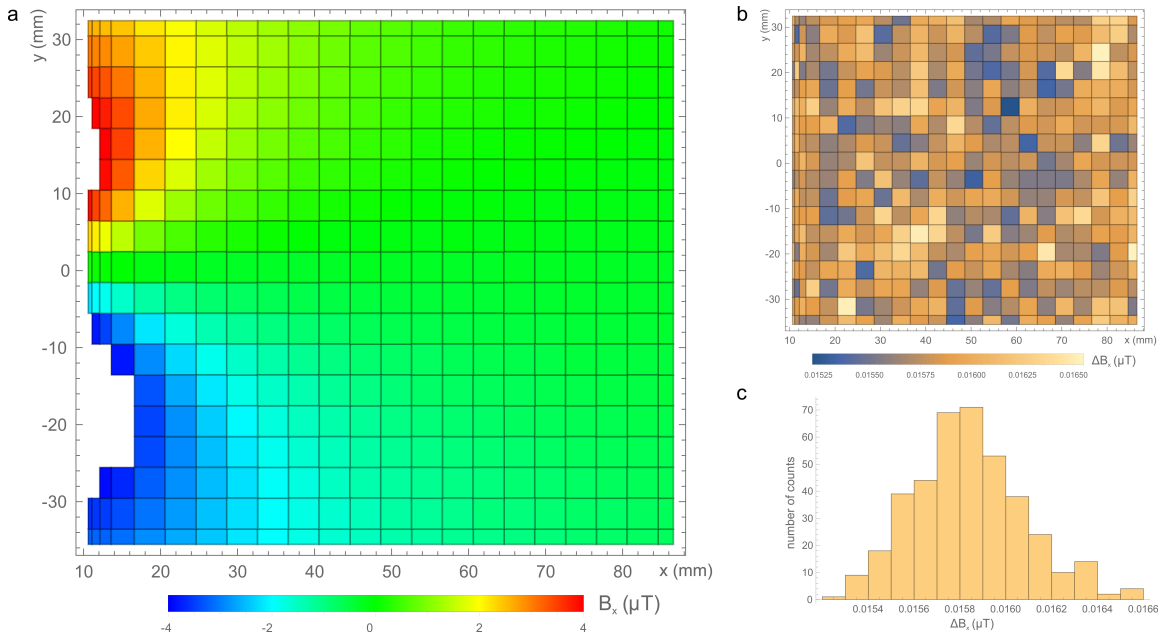 a
y (mm)
30
20
10
0
-10
-20
-30
10 20 30 40 50 60 70 80 x (mm)
-4 -2 0 2 4 Bₓ (µT)
b
y (mm)
30
20
10
0
-10
-20
-30
10 20 30 40 50 60 70 80 x (mm)
0.01525 0.01550 0.01575 0.01600 0.01625 0.01650 ΔBₓ (µT)
c
number of counts
70
60
50
40
30
20
10
0
0.0154 0.0156 0.0158 0.0160 0.0162 0.0164 0.0166
ΔBₓ (µT)